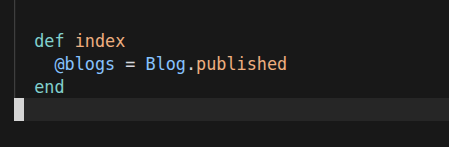 def index
  @blogs = Blog.published
end